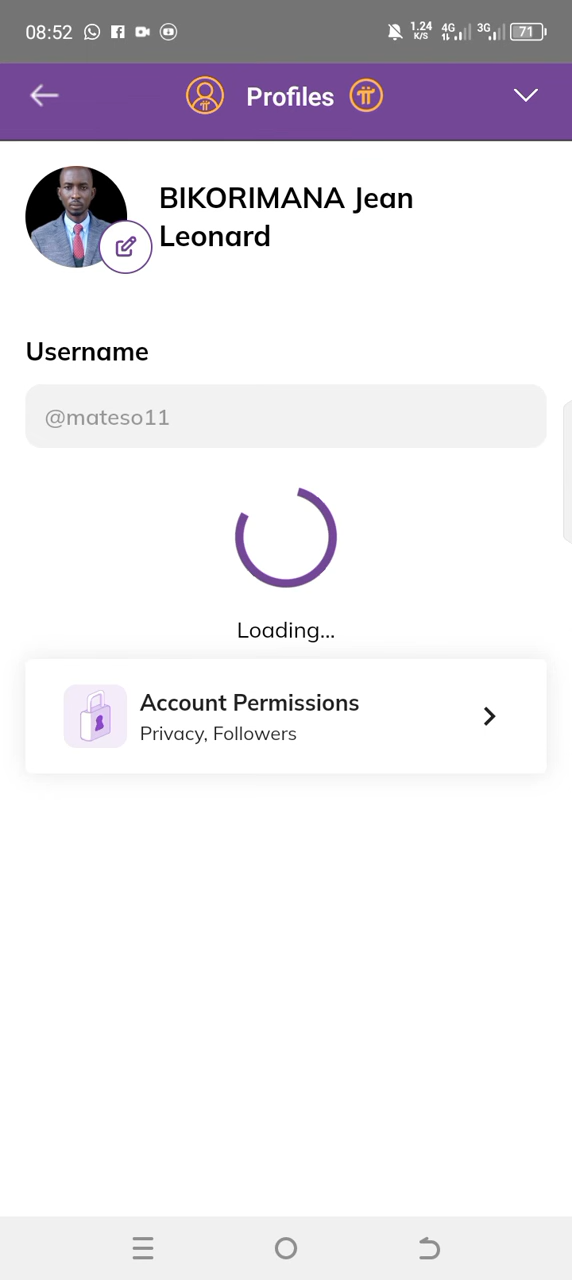 08:52 1.24 K/S 4G 3G 71
Profiles
BIKORIMANA Jean
Leonard
Username
@mateso11
Loading...
Account Permissions
Privacy, Followers